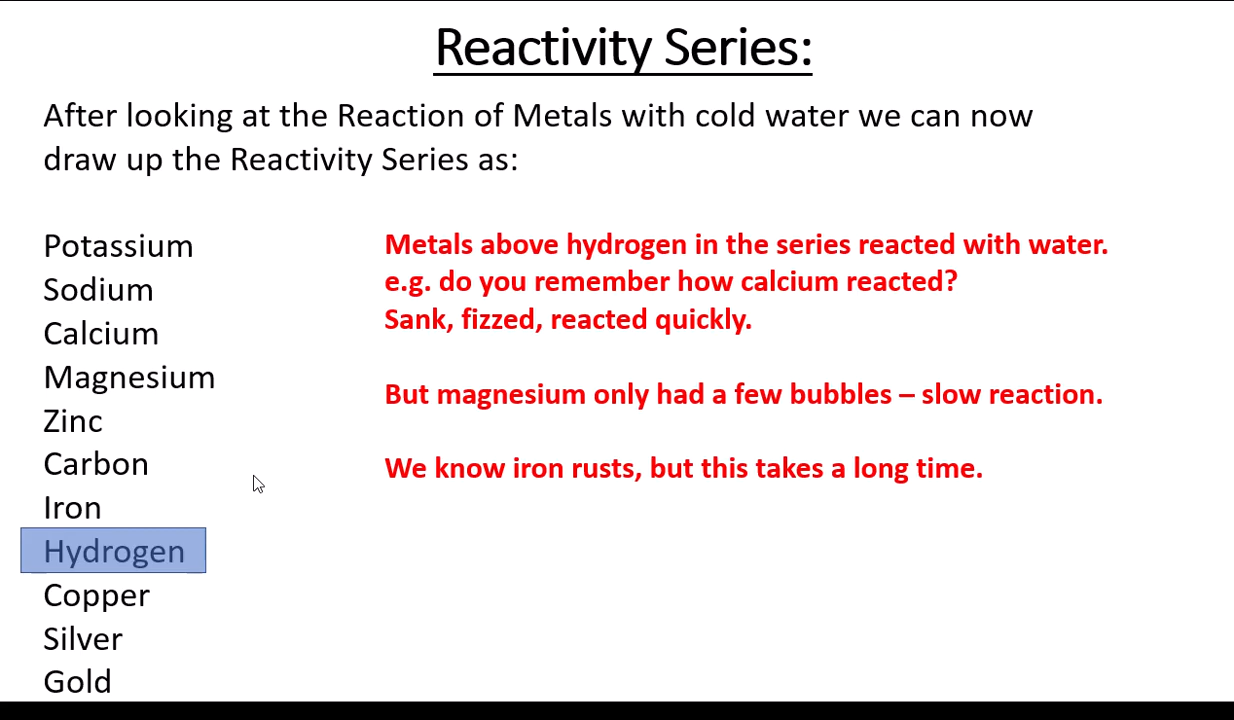 Reactivity Series:
After looking at the Reaction of Metals with cold water we can now
draw up the Reactivity Series as:
Potassium
Sodium
Calcium
Magnesium
Zinc
Carbon
Iron
Hydrogen
Copper
Silver
Gold
Metals above hydrogen in the series reacted with water.
e.g. do you remember how calcium reacted?
Sank, fizzed, reacted quickly.
But magnesium only had a few bubbles – slow reaction.
We know iron rusts, but this takes a long time.